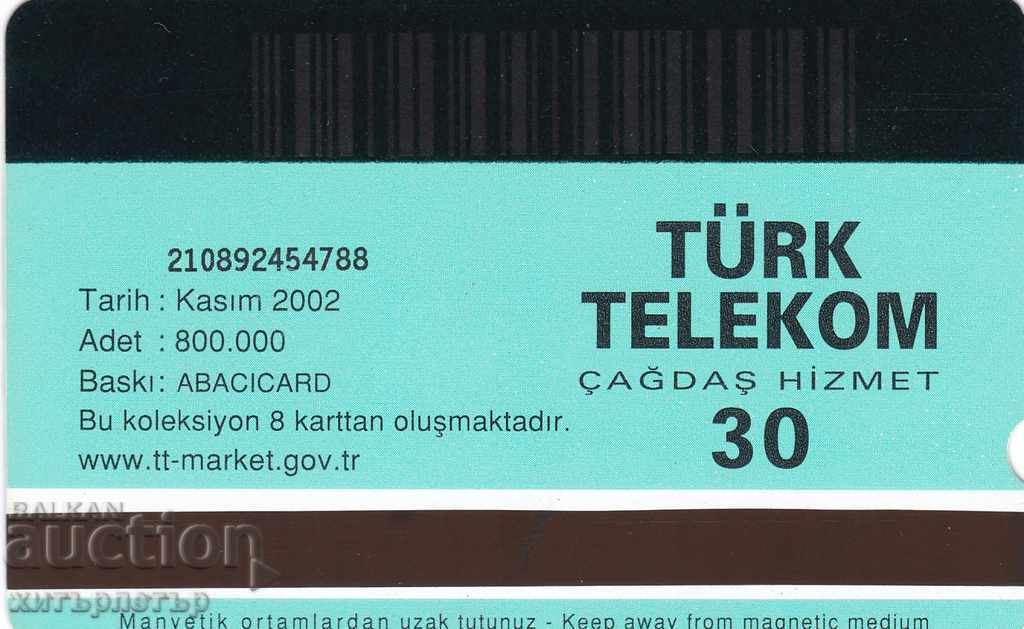 210892454788
Tarih : Kasım 2002
Adet : 800.000
Baskı: ABACICARD
Bu koleksiyon 8 karttan oluşmaktadır.
www.tt-market.gov.tr
TÜRK
TELEKOM
ÇAĞDAŞ HİZMET
30
BALKAN
auction
хитърпетър
Manyetik ortamlardan uzak tutunuz - Keep away from magnetic medium